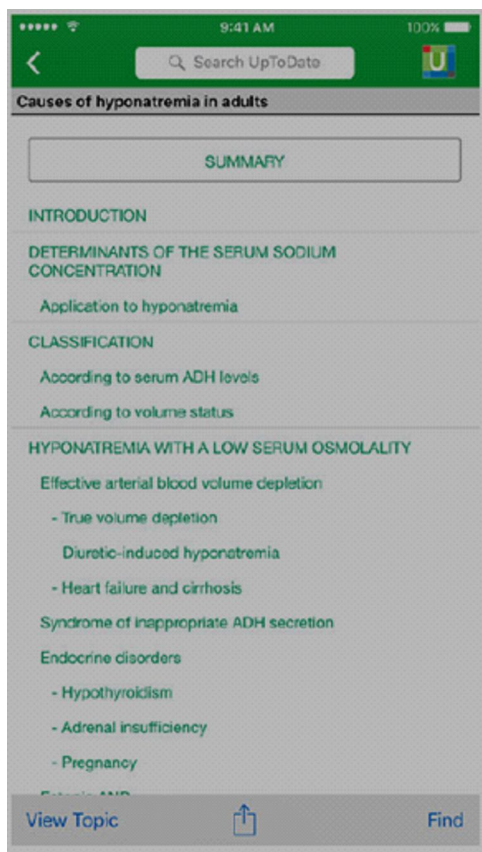 9:41 AM
100%
Search UpToDate
U
Causes of hyponatremia in adults
SUMMARY
INTRODUCTION
DETERMINANTS OF THE SERUM SODIUM
CONCENTRATION
Application to hyponatremia
CLASSIFICATION
According to serum ADH levels
According to volume status
HYPONATREMIA WITH A LOW SERUM OSMOLALITY
Effective arterial blood volume depletion
- True volume depletion
Diuretic-induced hyponatremia
- Heart failure and cirrhosis
Syndrome of inappropriate ADH secretion
Endocrine disorders
- Hypothyroidism
- Adrenal insufficiency
- Pregnancy
View Topic
Find